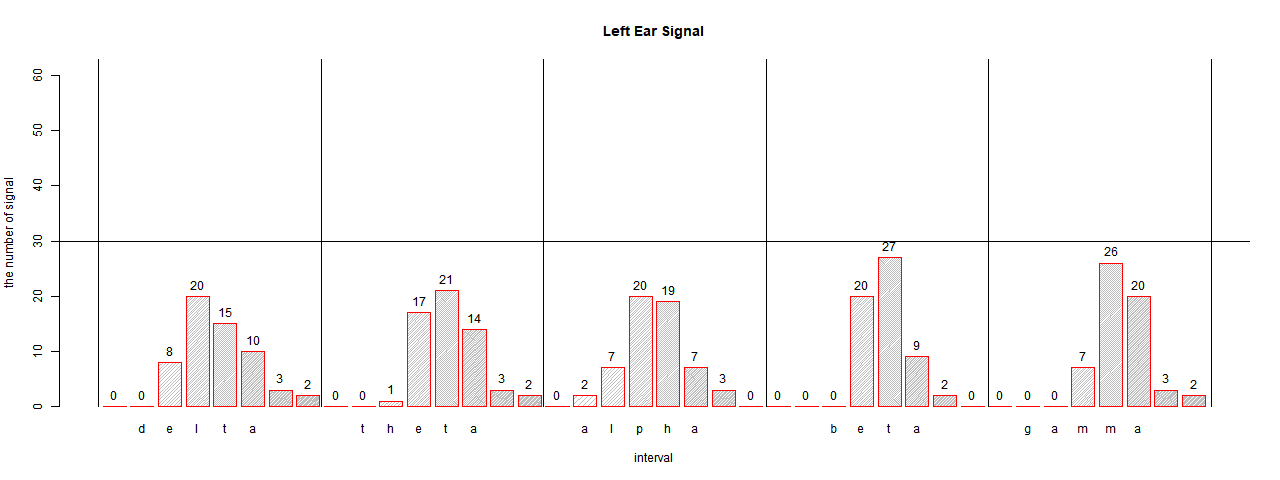 Left Ear Signal
the number of signal
60
50
40
30
20
10
0
0 0 8 20 15 10 3 2 0 0 1 17 21 14 3 2 0 2 7 20 19 7 3 0 0 0 0 20 27 9 2 0 0 0 0 7 26 20 3 2
d e l t a t h e t a a l p h a b e t a g a m m a
interval